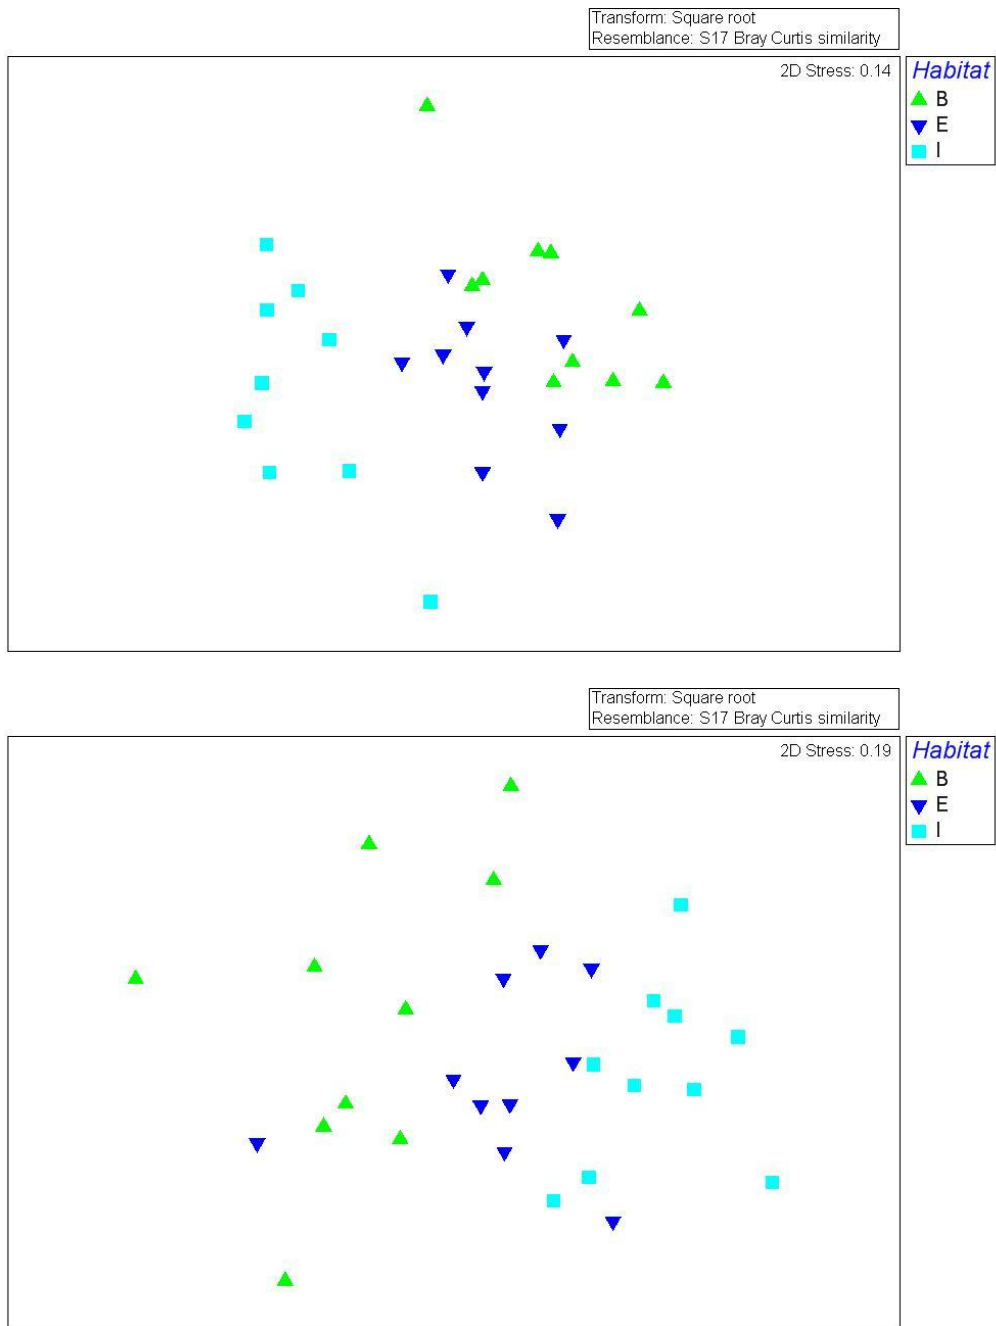 Transform: Square root
Resemblance: S17 Bray Curtis similarity
2D Stress: 0.14
Habitat
B
E
I
Transform: Square root
Resemblance: S17 Bray Curtis similarity
2D Stress: 0.19
Habitat
B
E
I